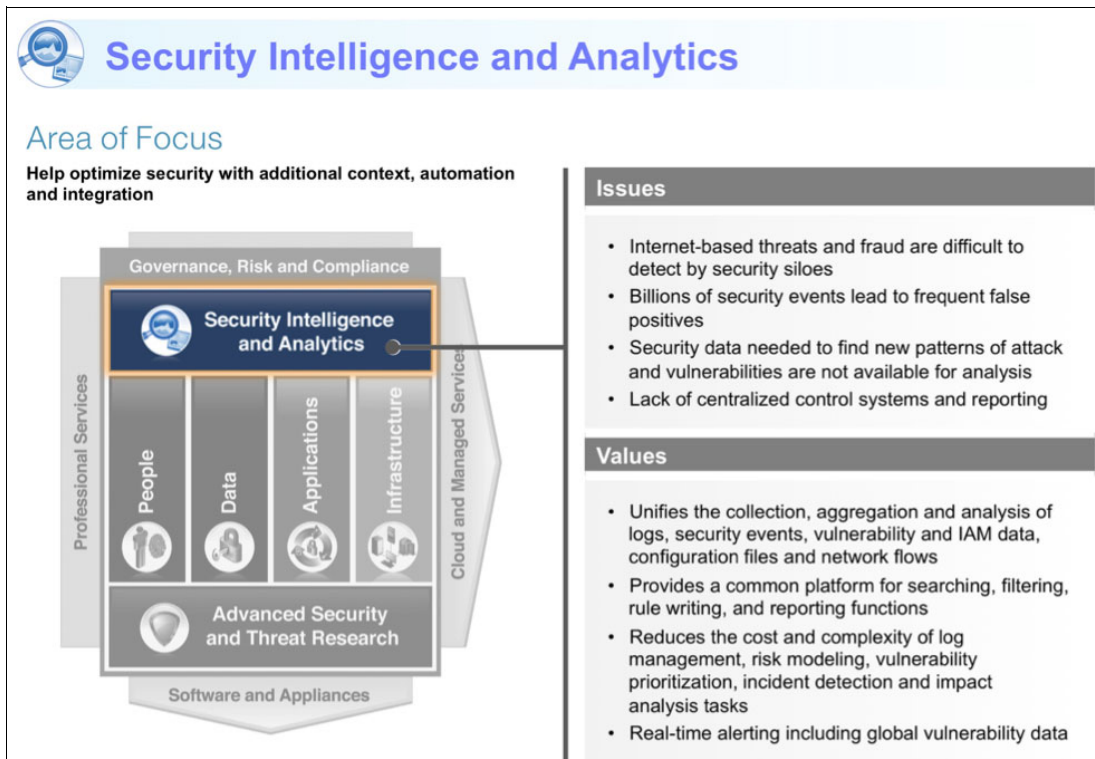 Security Intelligence and Analytics
Area of Focus
Help optimize security with additional context, automation
and integration
Governance, Risk and Compliance
Security Intelligence
and Analytics
Professional Services
People
Data
Applications
Infrastructure
Cloud and Managed Services
Advanced Security
and Threat Research
Software and Appliances
Issues
• Internet-based threats and fraud are difficult to
detect by security siloes
• Billions of security events lead to frequent false
positives
• Security data needed to find new patterns of attack
and vulnerabilities are not available for analysis
• Lack of centralized control systems and reporting
Values
• Unifies the collection, aggregation and analysis of
logs, security events, vulnerability and IAM data,
configuration files and network flows
• Provides a common platform for searching, filtering,
rule writing, and reporting functions
• Reduces the cost and complexity of log
management, risk modeling, vulnerability
prioritization, incident detection and impact
analysis tasks
• Real-time alerting including global vulnerability data